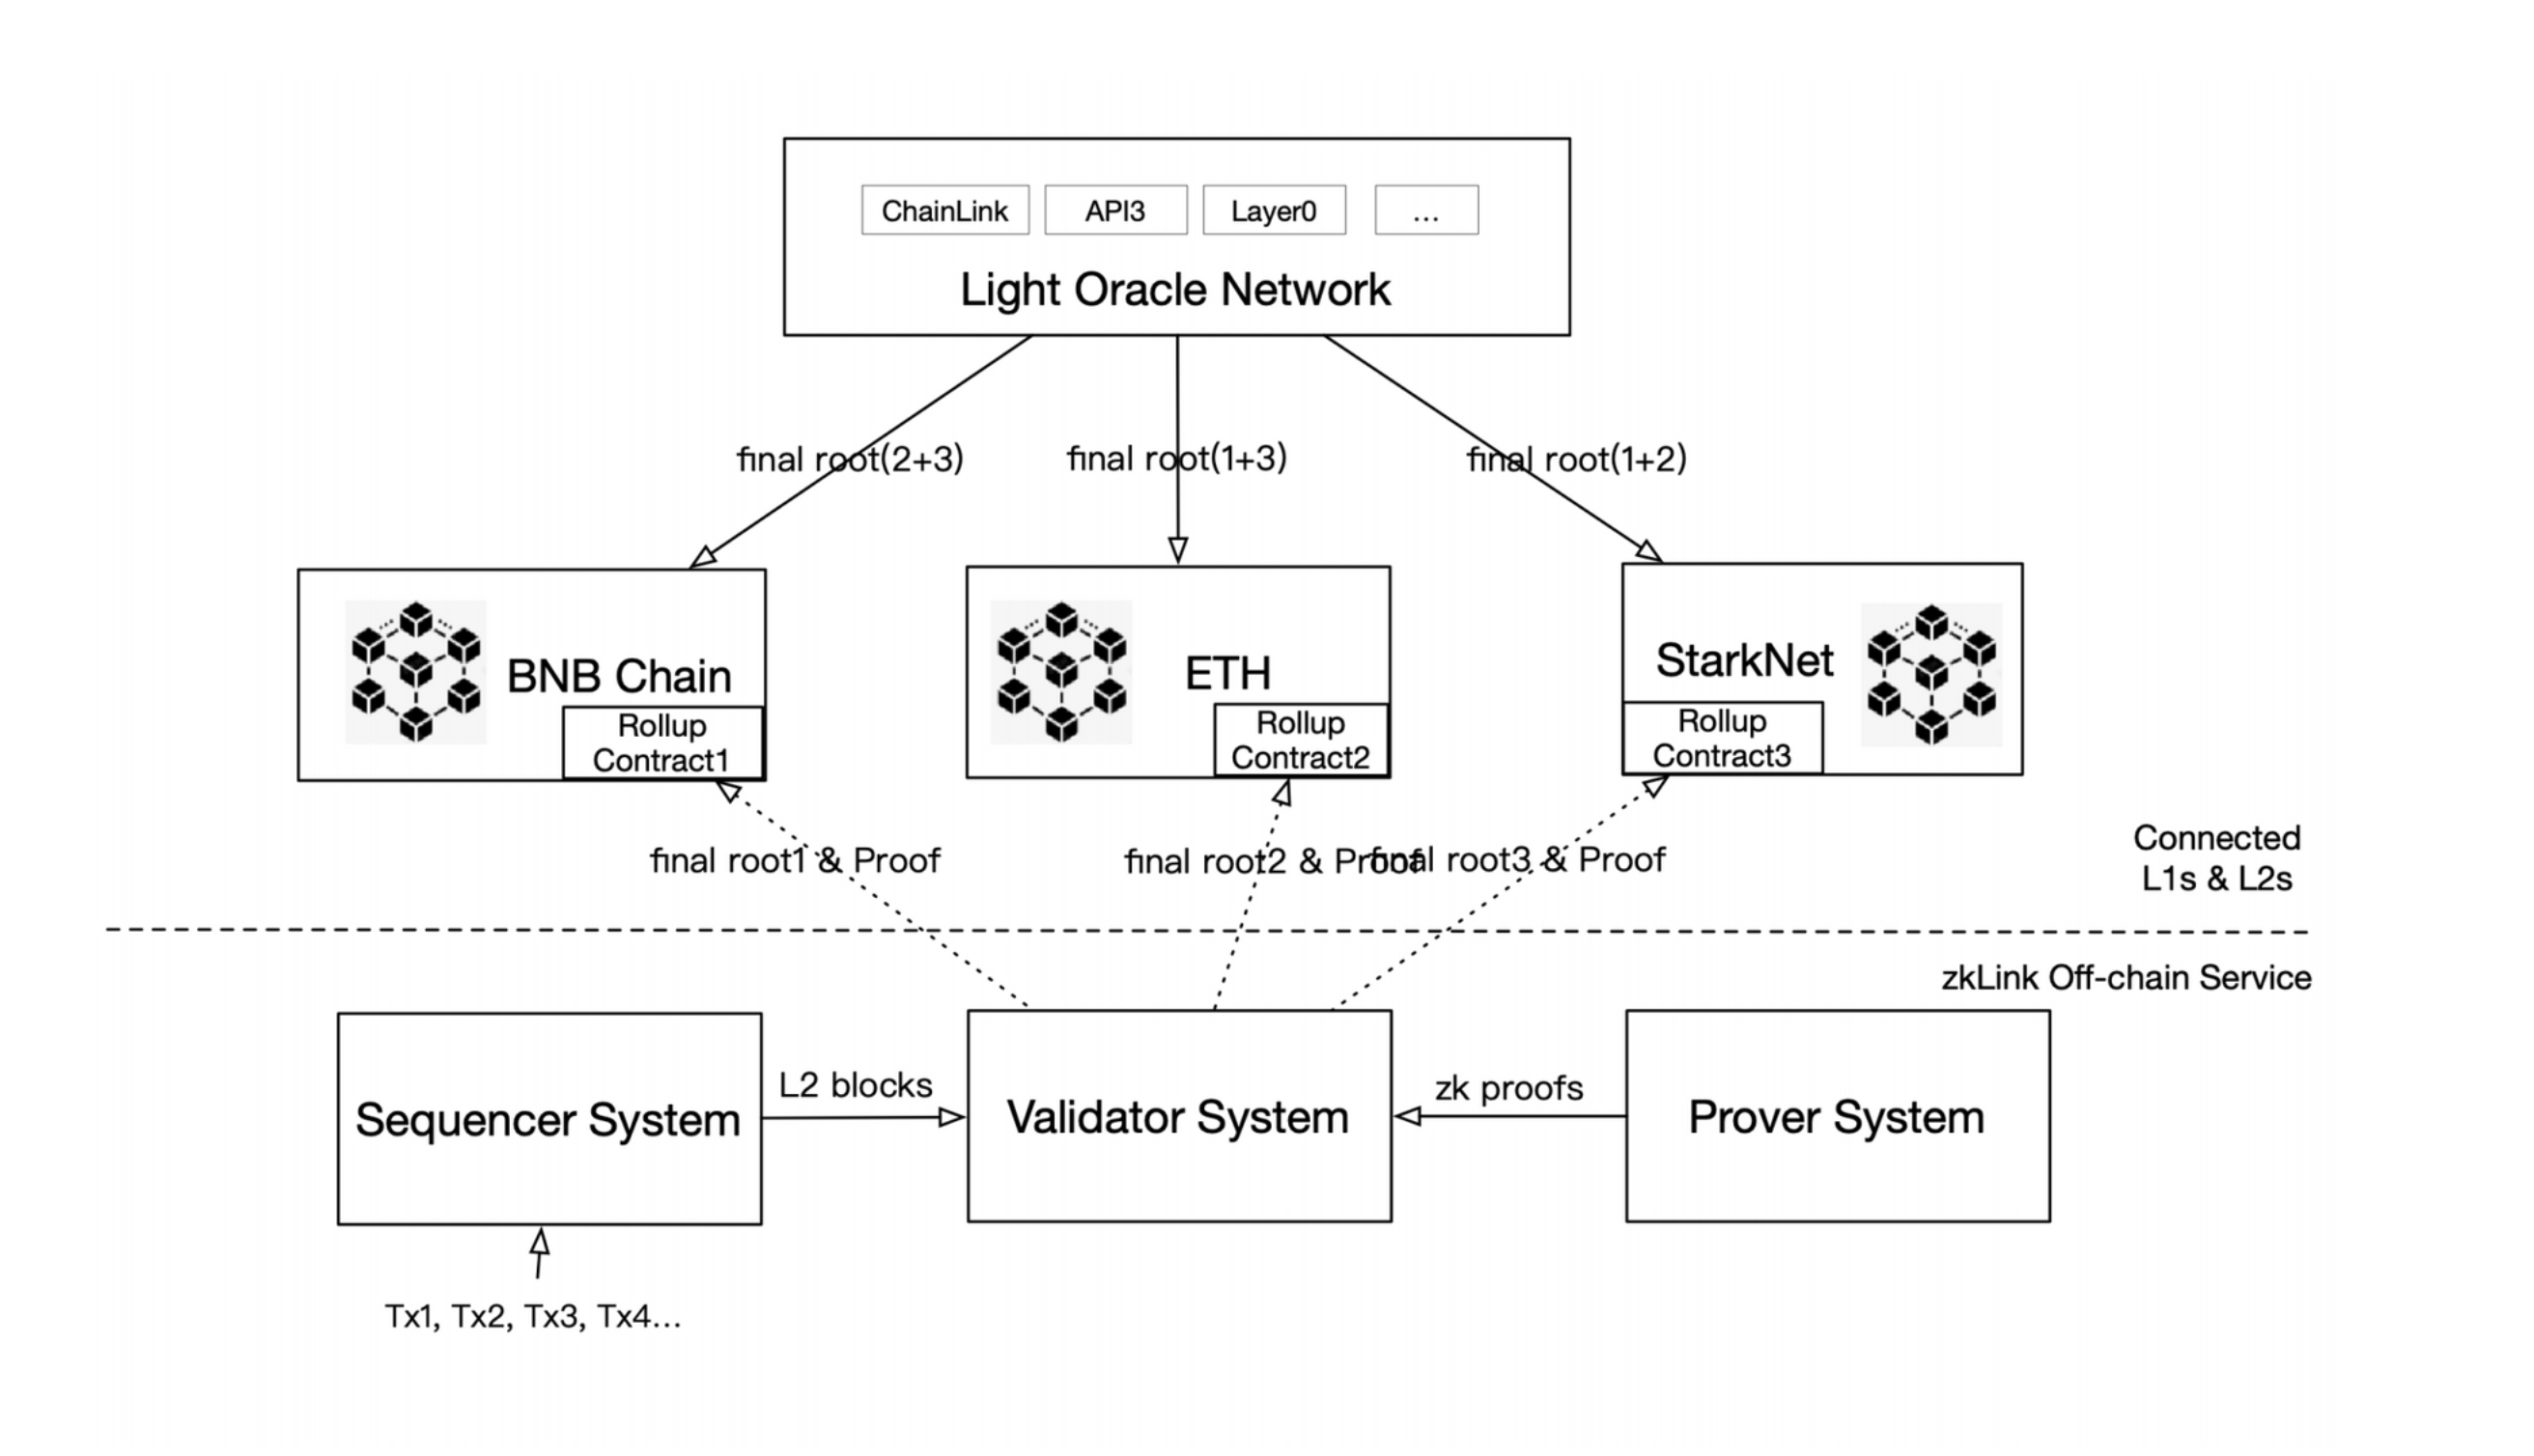 ChainLink
API3
Layer0
...
Light Oracle Network
final root(2+3)
final root(1+3)
final root(1+2)
BNB Chain
Rollup
Contract1
ETH
Rollup
Contract2
StarkNet
Rollup
Contract3
final root1 & Proof
final root2 & Proof
final root3 & Proof
Connected
L1s & L2s
zkLink Off-chain Service
Sequencer System
L2 blocks
Validator System
zk proofs
Prover System
Tx1, Tx2, Tx3, Tx4...